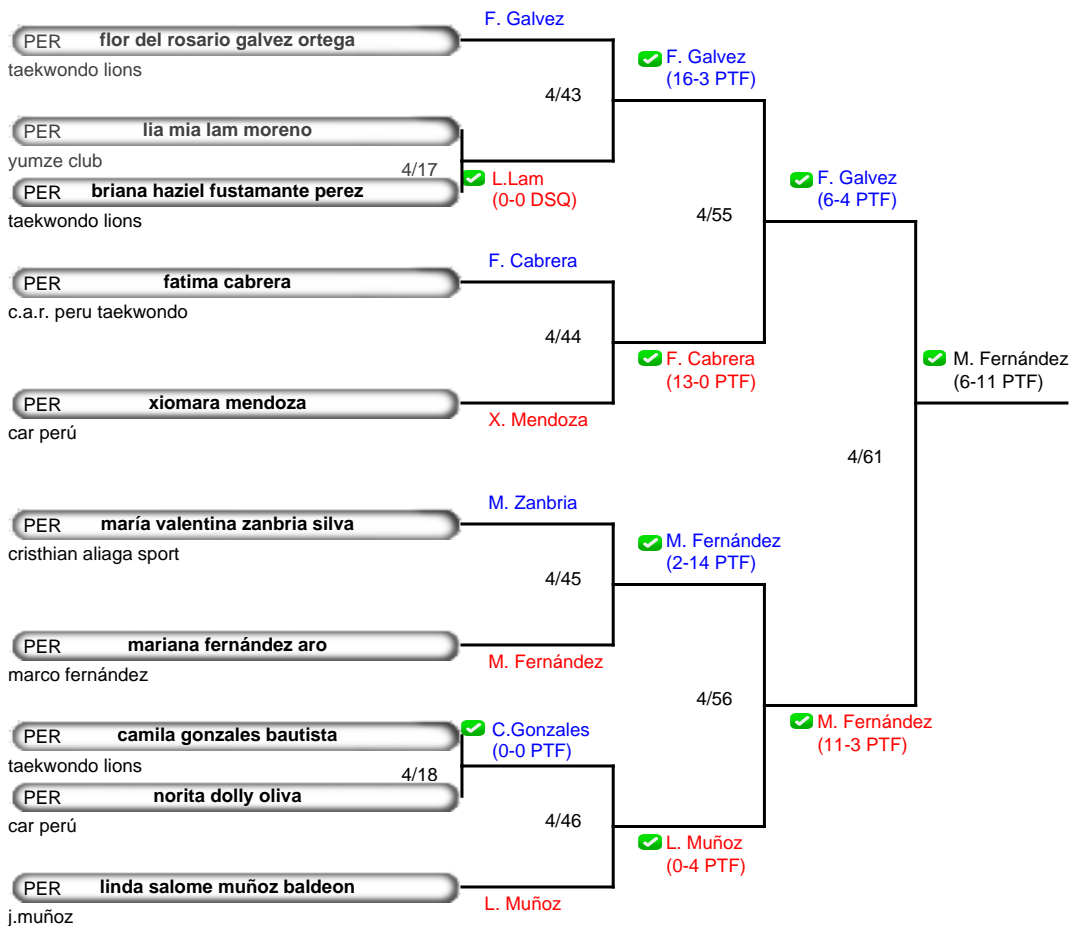 F. Galvez
PER flor del rosario galvez ortega
taekwondo lions
F. Galvez
(16-3 PTF)
4/43
PER lia mia lam moreno
yumze club
4/17
PER briana haziel fustamante perez
taekwondo lions
L.Lam
(0-0 DSQ)
F. Galvez
(6-4 PTF)
4/55
F. Cabrera
PER fatima cabrera
c.a.r. peru taekwondo
4/44
F. Cabrera
(13-0 PTF)
M. Fernández
(6-11 PTF)
PER xiomara mendoza
car perú
X. Mendoza
4/61
M. Zanbria
PER maría valentina zanbria silva
cristhian aliaga sport
M. Fernández
(2-14 PTF)
4/45
PER mariana fernández aro
marco fernández
M. Fernández
4/56
PER camila gonzales bautista
taekwondo lions
C.Gonzales
(0-0 PTF)
M. Fernández
(11-3 PTF)
4/18
PER norita dolly oliva
car perú
4/46
L. Muñoz
(0-4 PTF)
PER linda salome muñoz baldeon
j.muñoz
L. Muñoz